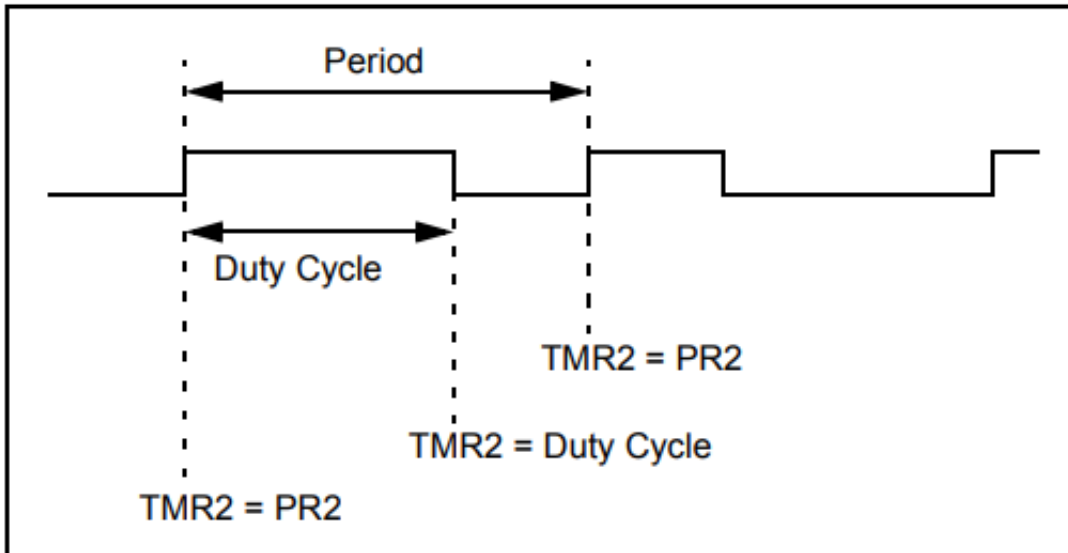 Period
Duty Cycle
TMR2 = PR2
TMR2 = Duty Cycle
TMR2 = PR2